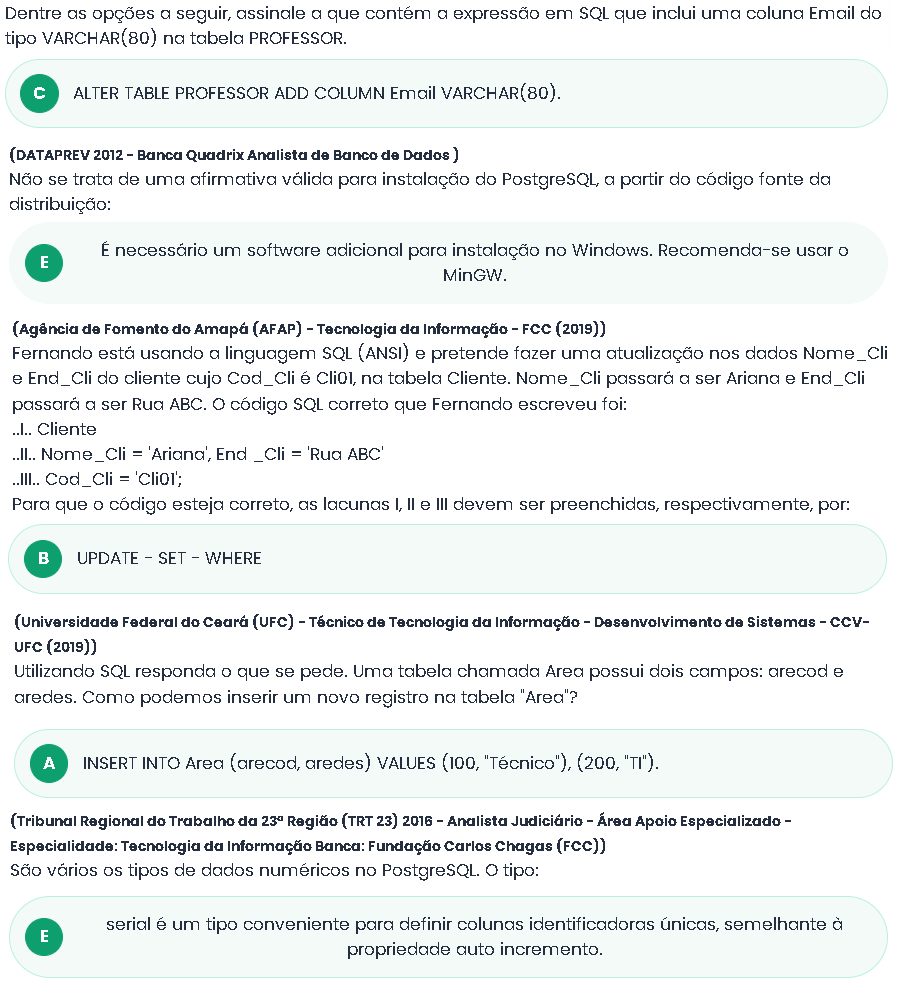 Dentre as opções a seguir, assinale a que contém a expressão em SQL que inclui uma coluna Email do
tipo VARCHAR(80) na tabela PROFESSOR.
C ALTER TABLE PROFESSOR ADD COLUMN Email VARCHAR(80).
(DATAPREV 2012 - Banca Quadrix Analista de Banco de Dados )
Não se trata de uma afirmativa válida para instalação do PostgreSQL, a partir do código fonte da
distribuição:
É necessário um software adicional para instalação no Windows. Recomenda-se usar o
E
MinGW.
(Agência de Fomento do Amapá (AFAP) - Tecnologia da Informação - FCC (2019))
Fernando está usando a linguagem SQL (ANSI) e pretende fazer uma atualização nos dados Nome_Cli
e End_Cli do cliente cujo Cod_Cli é Cli01, na tabela Cliente. Nome_Cli passará a ser Ariana e End_Cli
passará a ser Rua ABC. O código SQL correto que Fernando escreveu foi:
..I.. Cliente
..II.. Nome_Cli = 'Ariana', End _Cli = 'Rua ABC'
..III.. Cod_Cli = 'Cli01';
Para que o código esteja correto, as lacunas I, II e III devem ser preenchidas, respectivamente, por:
B UPDATE - SET - WHERE
(Universidade Federal do Ceará (UFC) - Técnico de Tecnologia da Informação - Desenvolvimento de Sistemas - CCV-
UFC (2019))
Utilizando SQL responda o que se pede. Uma tabela chamada Area possui dois campos: arecod e
aredes. Como podemos inserir um novo registro na tabela "Area"?
A INSERT INTO Area (arecod, aredes) VALUES (100, "Técnico"), (200, "TI").
(Tribunal Regional do Trabalho da 23ª Região (TRT 23) 2016 - Analista Judiciário - Área Apoio Especializado -
Especialidade: Tecnologia da Informação Banca: Fundação Carlos Chagas (FCC))
São vários os tipos de dados numéricos no PostgreSQL. O tipo:
serial é um tipo conveniente para definir colunas identificadoras únicas, semelhante à
E
propriedade auto incremento.